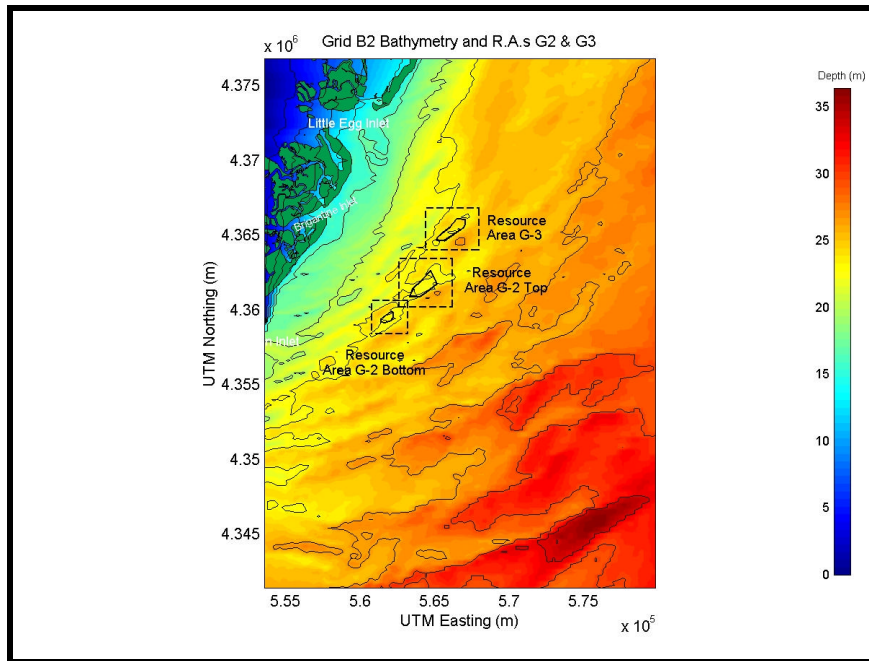 Grid B2 Bathymetry and R.A.s G2 & G3
x 10^6
4.375
4.37
4.365
4.36
4.355
4.35
4.345
UTM Northing (m)
Little Egg Inlet
Brigantine Inlet
n Inlet
Resource
Area G-3
Resource
Area G-2 Top
Resource
Area G-2 Bottom
5.55
5.6
5.65
5.7
5.75
UTM Easting (m)
x 10^5
Depth (m)
35
30
25
20
15
10
5
0